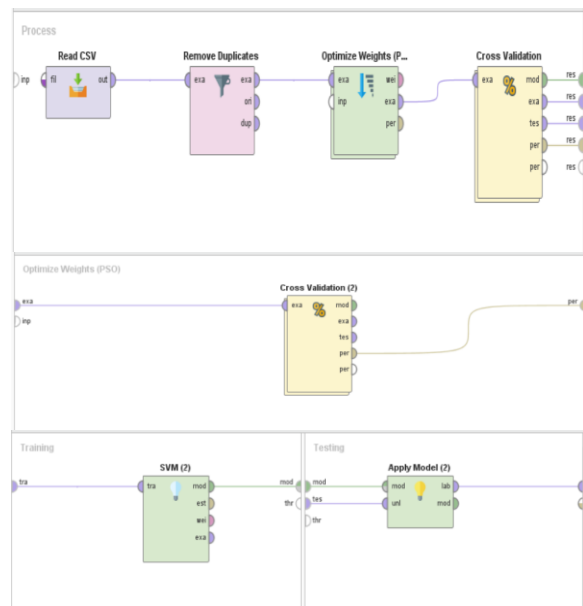 Process
Read CSV
Remove Duplicates
Optimize Weights (P...
Cross Validation
inp
fil
out
exa
exa
ori
dup
exa
inp
wei
exa
per
exa
mod
exa
tes
per
per
res
res
res
res
res
Optimize Weights (PSO)
exa
inp
Cross Validation (2)
exa
mod
exa
tes
per
per
per
Training
tra
SVM (2)
tra
mod
est
wei
exa
mod
thr
Testing
mod
tes
thr
Apply Model (2)
mod
unl
lab
mod